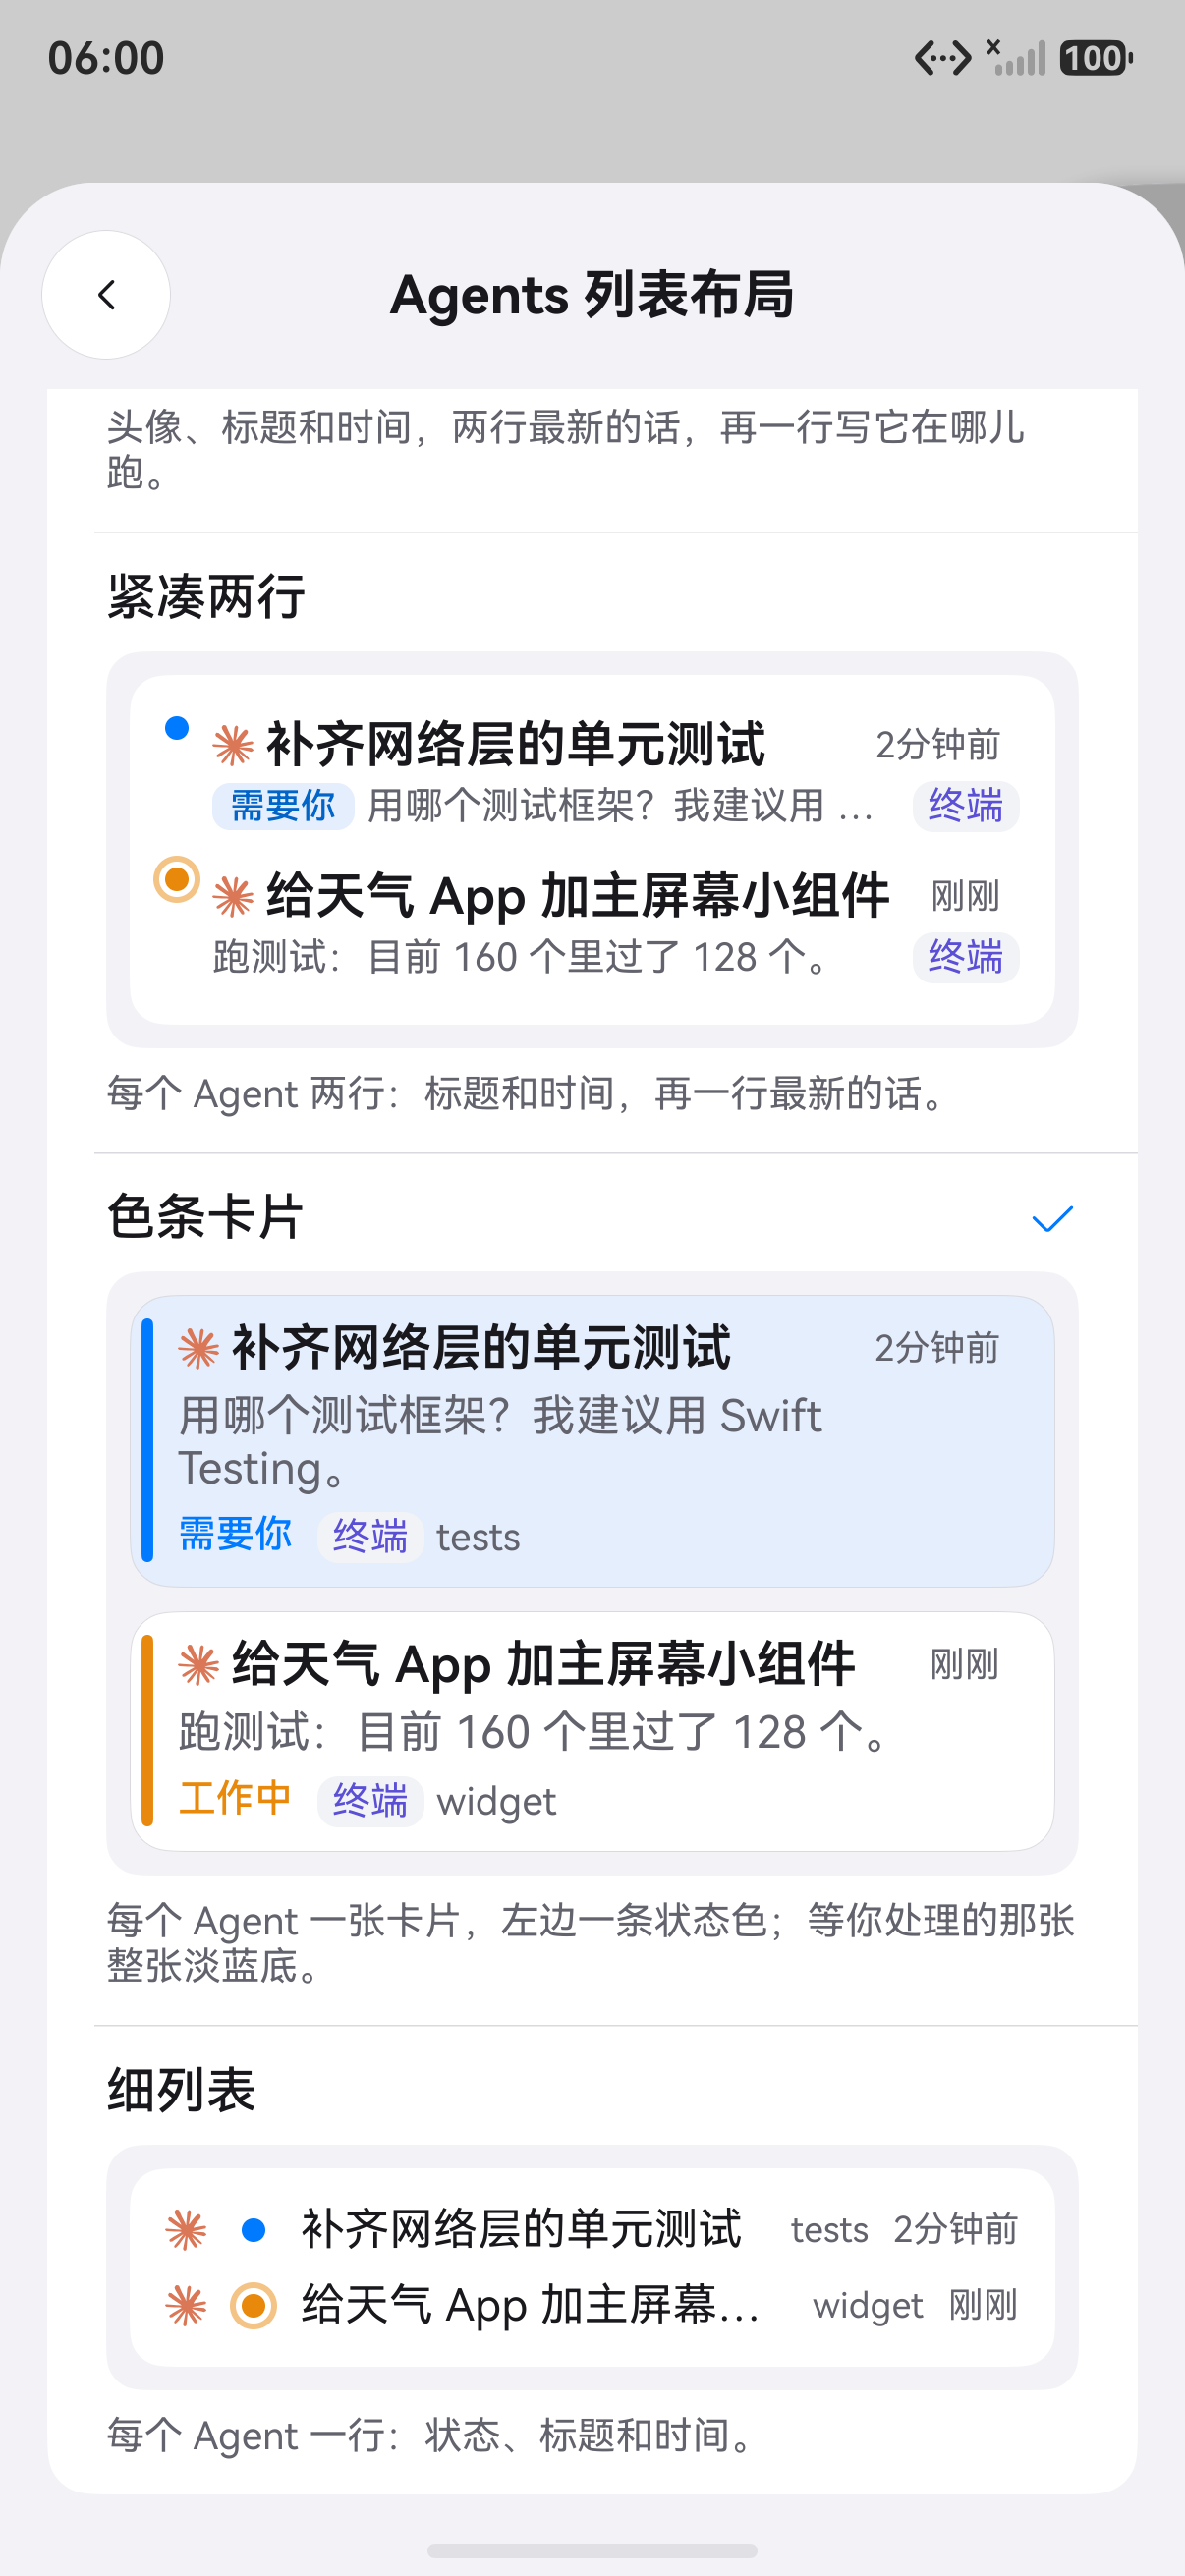 06:00
100
Agents 列表布局
头像、标题和时间，两行最新的话，再一行写它在哪儿
跑。
紧凑两行
补齐网络层的单元测试 2分钟前
需要你 用哪个测试框架？我建议用 … 终端
给天气 App 加主屏幕小组件 刚刚
跑测试：目前 160 个里过了 128 个。 终端
每个 Agent 两行：标题和时间，再一行最新的话。
色条卡片
补齐网络层的单元测试 2分钟前
用哪个测试框架？我建议用 Swift
Testing。
需要你 终端 tests
给天气 App 加主屏幕小组件 刚刚
跑测试：目前 160 个里过了 128 个。
工作中 终端 widget
每个 Agent 一张卡片，左边一条状态色；等你处理的那张
整张淡蓝底。
细列表
补齐网络层的单元测试 tests 2分钟前
给天气 App 加主屏幕… widget 刚刚
每个 Agent 一行：状态、标题和时间。